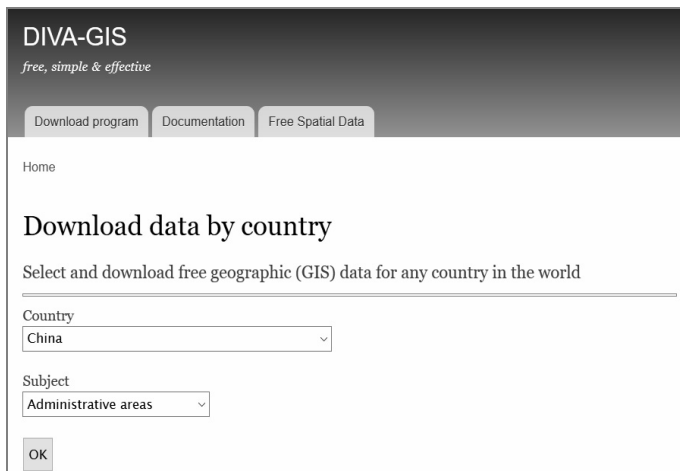 DIVA-GIS
free, simple & effective
Download program Documentation Free Spatial Data
Home
Download data by country
Select and download free geographic (GIS) data for any country in the world
Country
China
Subject
Administrative areas
OK